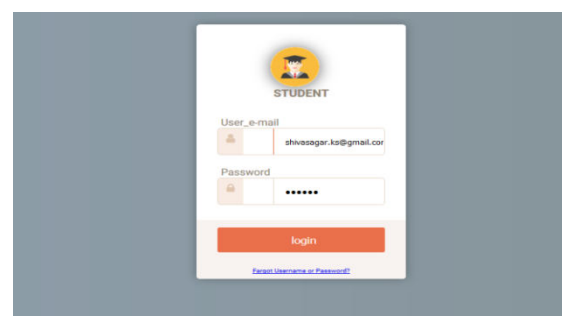 STUDENT
User_e-mail
shivasagar.ks@gmail.cor
Password
••••••
login
Forgot Username or Password?